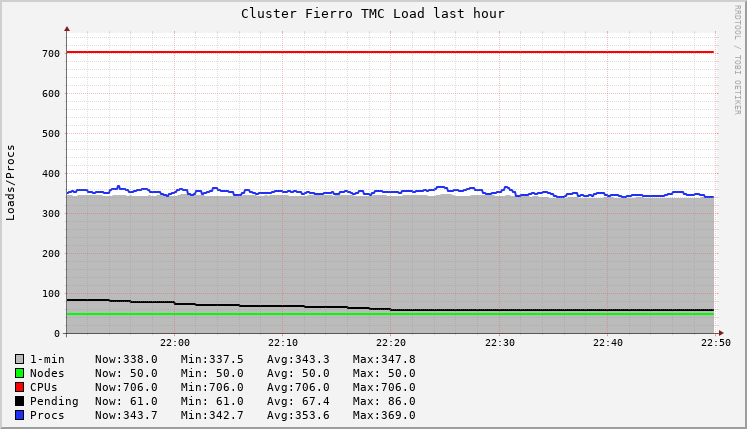 Cluster Fierro TMC Load last hour
RRDTOOL / TOBI OETIKER
Loads/Procs
700
600
500
400
300
200
100
0
22:00 22:10 22:20 22:30 22:40 22:50
1-min Now:338.0 Min:337.5 Avg:343.3 Max:347.8
Nodes Now: 50.0 Min: 50.0 Avg: 50.0 Max: 50.0
CPUs Now:706.0 Min:706.0 Avg:706.0 Max:706.0
Pending Now: 61.0 Min: 61.0 Avg: 67.4 Max: 86.0
Procs Now:343.7 Min:342.7 Avg:353.6 Max:369.0